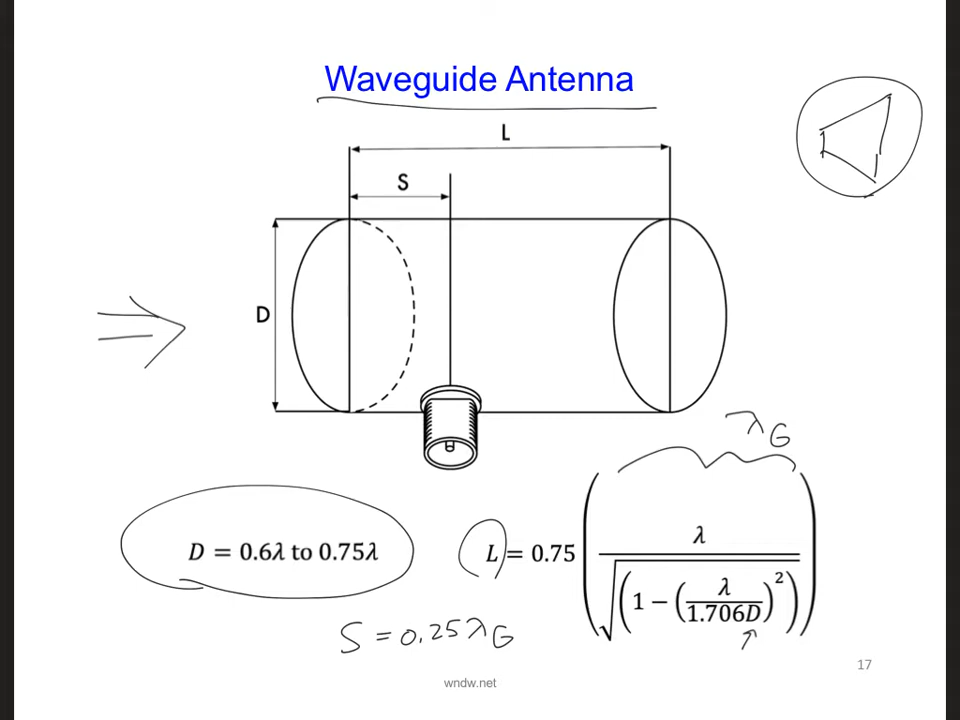 Waveguide Antenna
L
S
D
λG
D = 0.6λ to 0.75λ
L = 0.75 ( λ / √(1 − (λ / 1.706D)²) )
S = 0.25λG
17
wndw.net